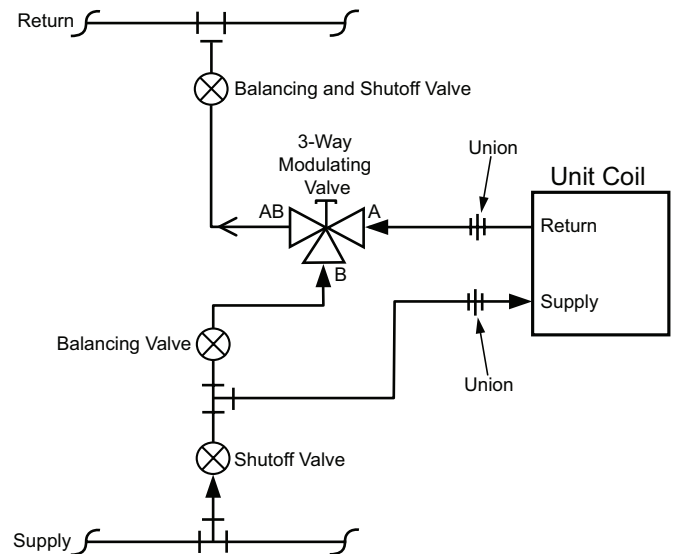 Return
Balancing and Shutoff Valve
3-Way
Modulating
Valve
Union
Unit Coil
AB
A
Return
B
Supply
Balancing Valve
Union
Shutoff Valve
Supply